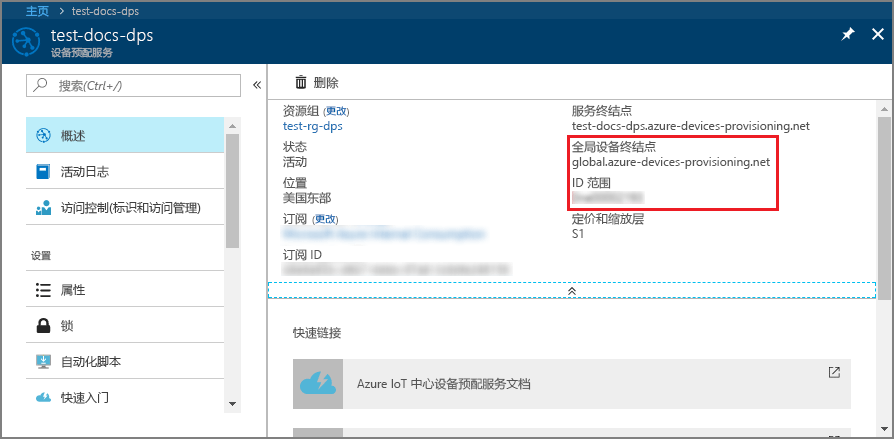 主页 > test-docs-dps
test-docs-dps
设备预配服务
搜索(Ctrl+/)
概述
活动日志
访问控制(标识和访问管理)
设置
属性
锁
自动化脚本
快速入门
删除
资源组 (更改)
test-rg-dps
状态
活动
位置
美国东部
订阅 (更改)
订阅 ID
服务终结点
test-docs-dps.azure-devices-provisioning.net
全局设备终结点
global.azure-devices-provisioning.net
ID 范围
定价和缩放层
S1
快速链接
Azure IoT 中心设备预配服务文档